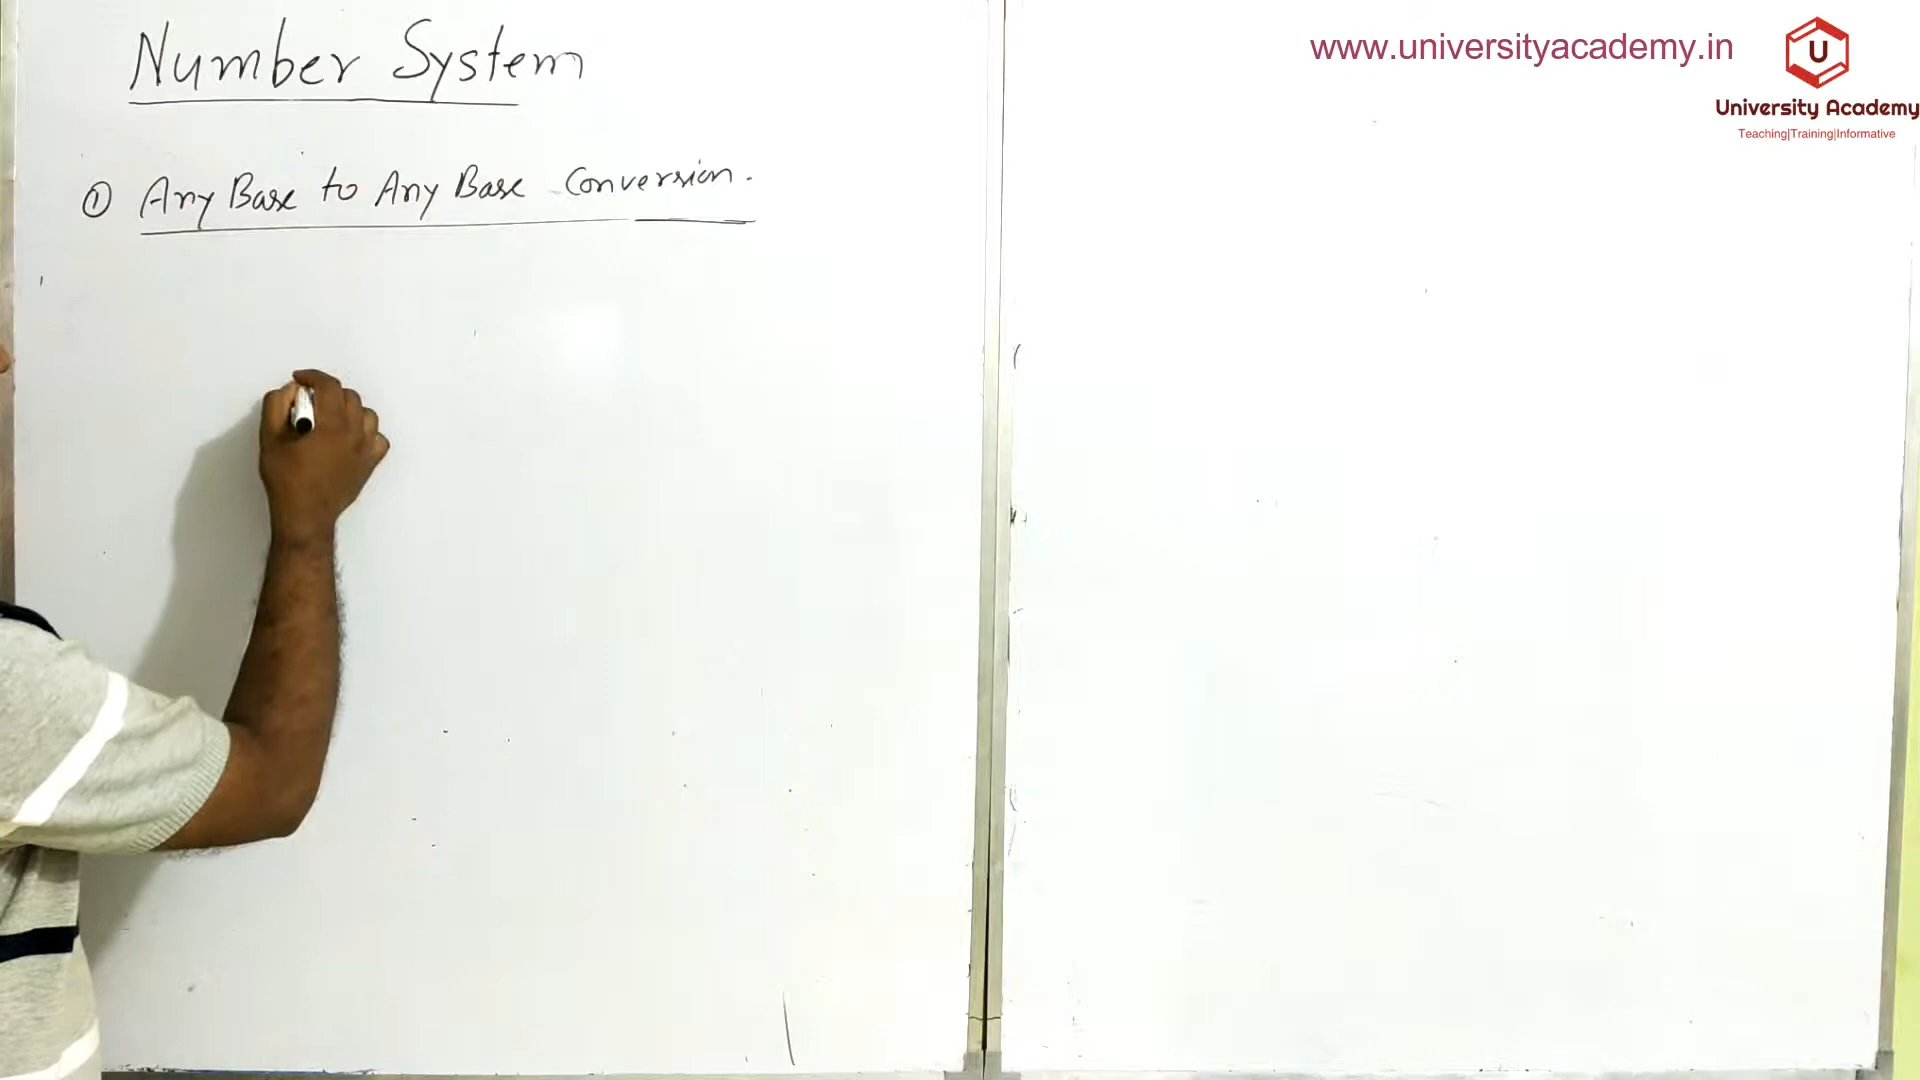 Number System
① Any Base to Any Base Conversion.
www.universityacademy.in
U
University Academy
Teaching|Training|Informative